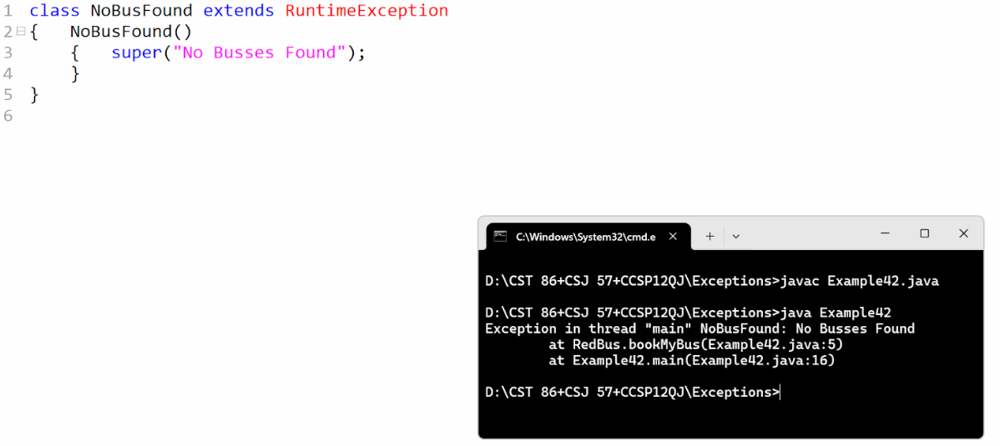 1 class NoBusFound extends RuntimeException
2 {   NoBusFound()
3     {   super("No Busses Found");
4     }
5 }
6
C:\Windows\System32\cmd.e
D:\CST 86+CSJ 57+CCSP12QJ\Exceptions>javac Example42.java
D:\CST 86+CSJ 57+CCSP12QJ\Exceptions>java Example42
Exception in thread "main" NoBusFound: No Busses Found
        at RedBus.bookMyBus(Example42.java:5)
        at Example42.main(Example42.java:16)
D:\CST 86+CSJ 57+CCSP12QJ\Exceptions>